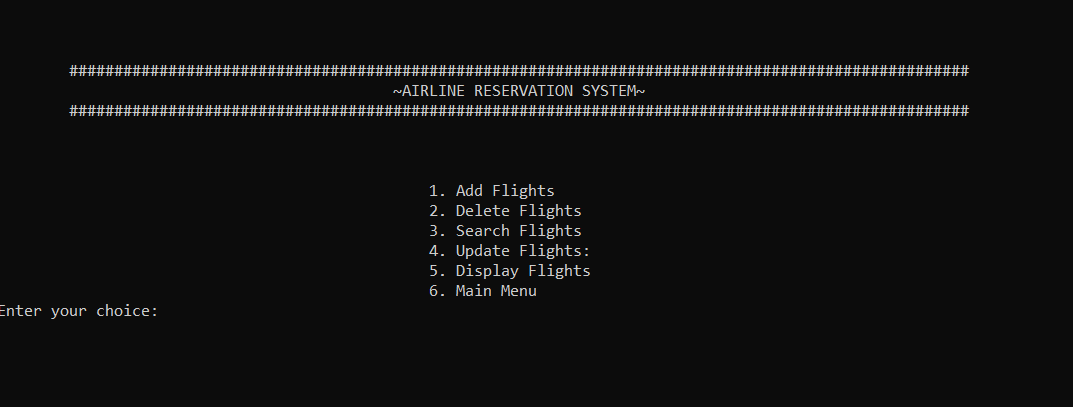 ####################################################################################################
~AIRLINE RESERVATION SYSTEM~
####################################################################################################
1. Add Flights
2. Delete Flights
3. Search Flights
4. Update Flights:
5. Display Flights
6. Main Menu
Enter your choice: